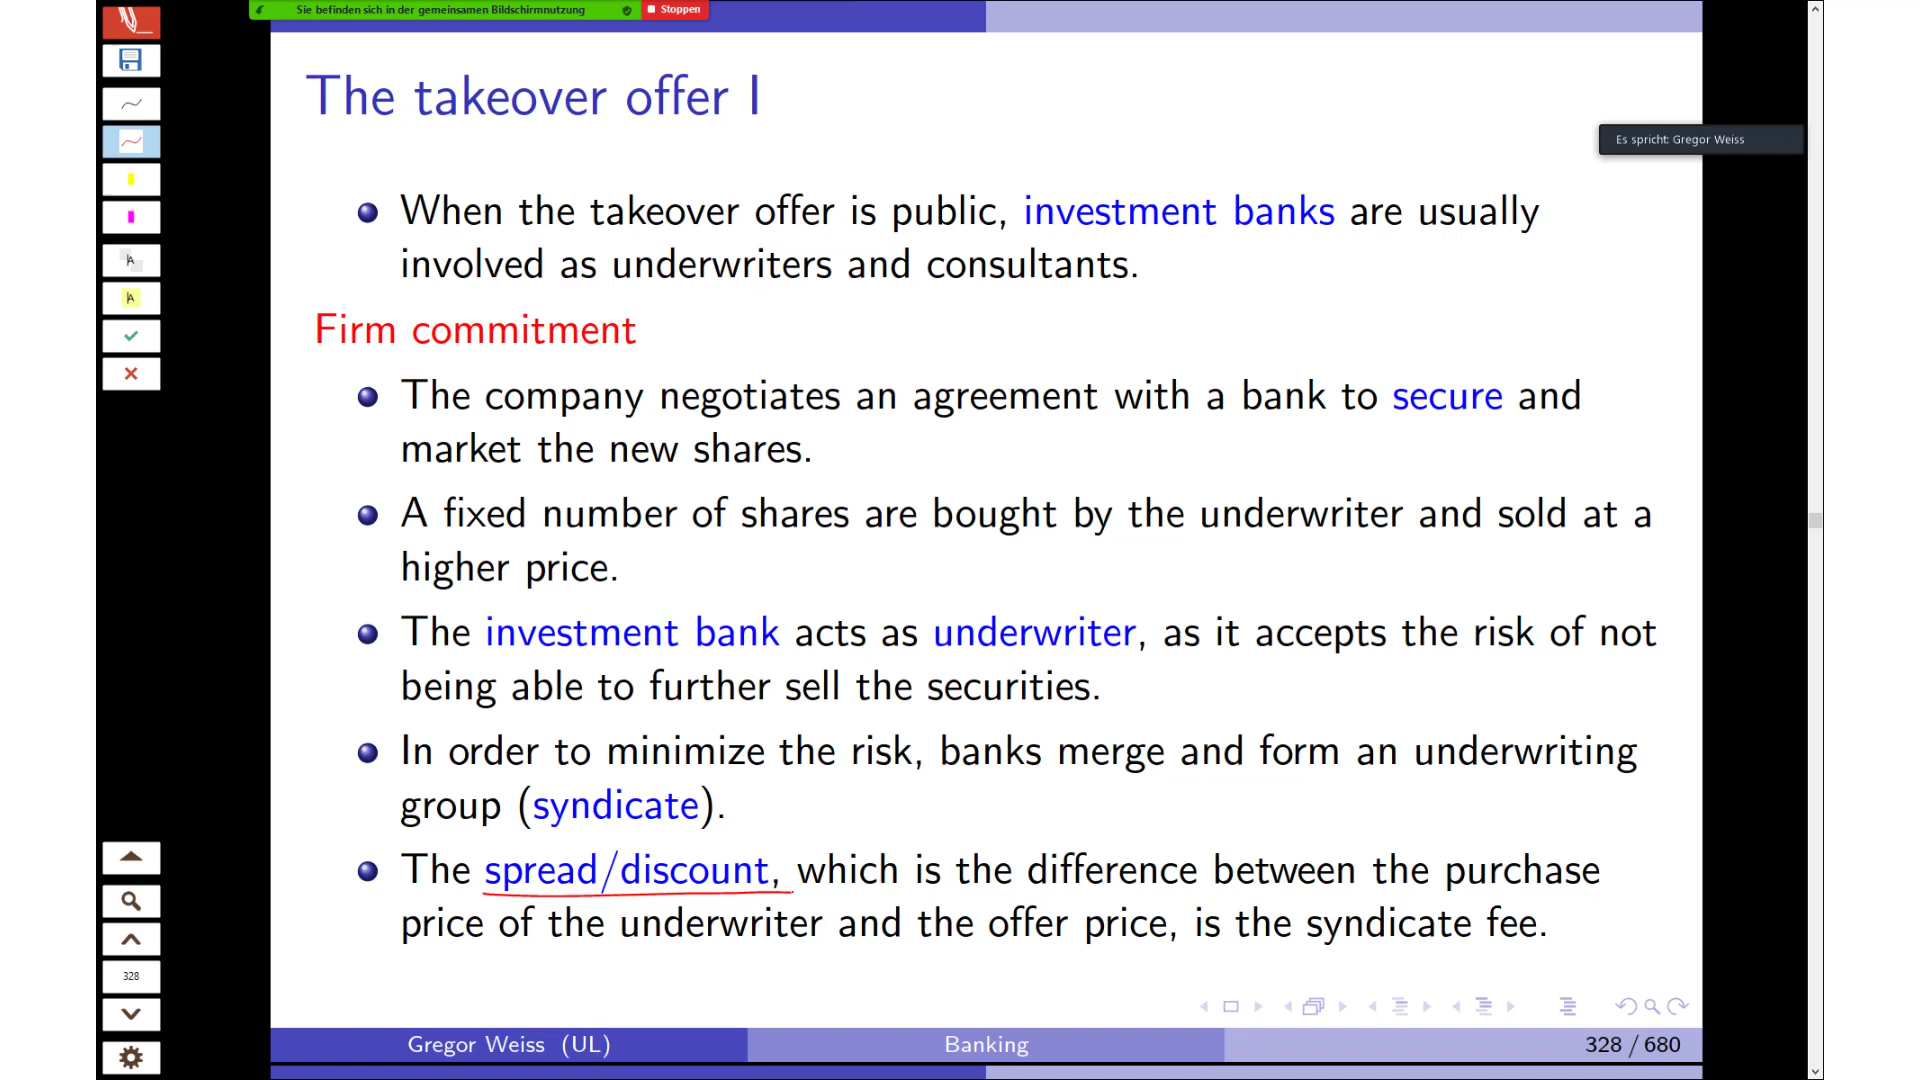 Sie befinden sich in der gemeinsamen Bildschirmnutzung
Stoppen
The takeover offer I
Es spricht: Gregor Weiss
When the takeover offer is public, investment banks are usually
involved as underwriters and consultants.
Firm commitment
The company negotiates an agreement with a bank to secure and
market the new shares.
A fixed number of shares are bought by the underwriter and sold at a
higher price.
The investment bank acts as underwriter, as it accepts the risk of not
being able to further sell the securities.
In order to minimize the risk, banks merge and form an underwriting
group (syndicate).
The spread/discount, which is the difference between the purchase
price of the underwriter and the offer price, is the syndicate fee.
A
A
328
Gregor Weiss (UL)
Banking
328 / 680